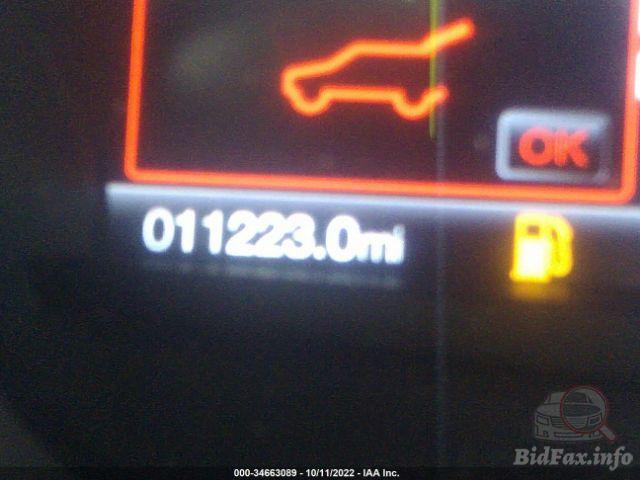 OK
011223.0mi
BidFax.info
000-34663089 - 10/11/2022 - IAA Inc.